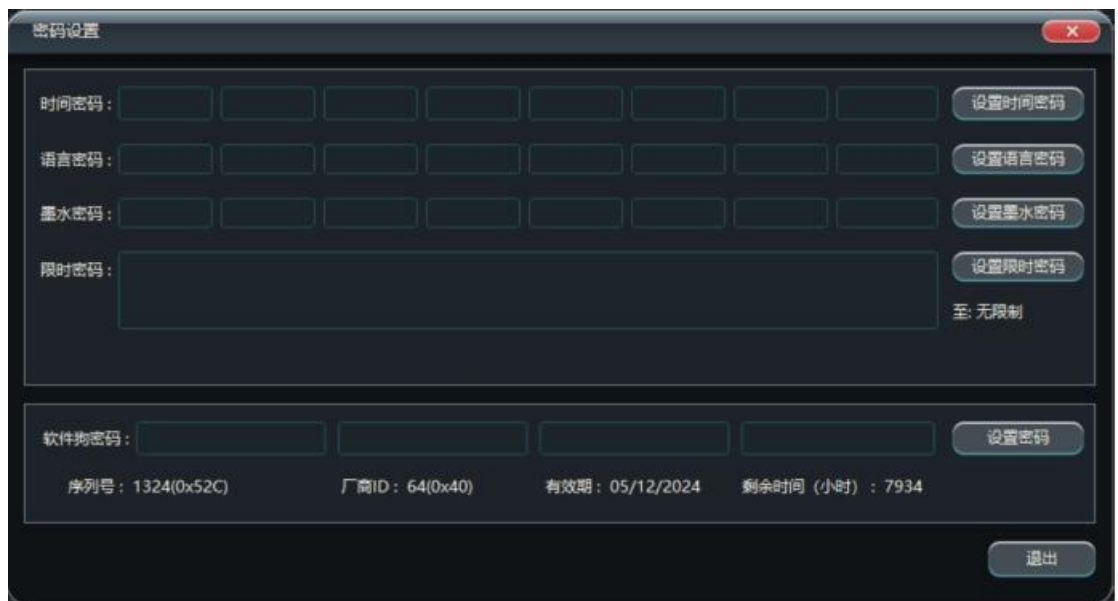 密码设置
时间密码： 设置时间密码
语言密码： 设置语言密码
墨水密码： 设置墨水密码
限时密码： 设置限时密码
至: 无限制
软件狗密码： 设置密码
序列号： 1324(0x52C) 厂商ID： 64(0x40) 有效期： 05/12/2024 剩余时间（小时）：7934
退出